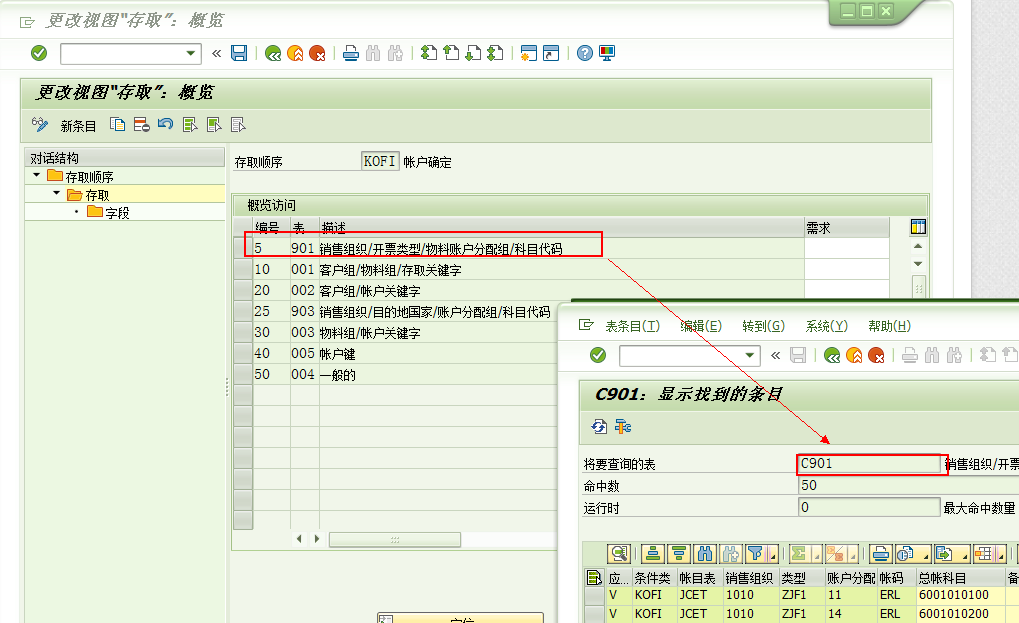 更改视图"存取"：概览
更改视图"存取"：概览
新条目
对话结构
存取顺序
存取
字段
存取顺序 KOFI 帐户确定
概览访问
编号 表 描述 需求
5 901 销售组织/开票类型/物料账户分配组/科目代码
10 001 客户组/物料组/存取关键字
20 002 客户组/帐户关键字
25 903 销售组织/目的地国家/账户分配组/科目代码
30 003 物料组/帐户关键字
40 005 帐户键
50 004 一般的
表条目(T) 编辑(E) 转到(G) 系统(Y) 帮助(H)
C901：显示找到的条目
将要查询的表 C901 销售组织/开票
命中数 50
运行时 0 最大命中数量
应... 条件类 帐目表 销售组织 类型 账户分配 帐码 总帐科目 备
V KOFI JCET 1010 ZJF1 11 ERL 6001010100
V KOFI JCET 1010 ZJF1 14 ERL 6001010200